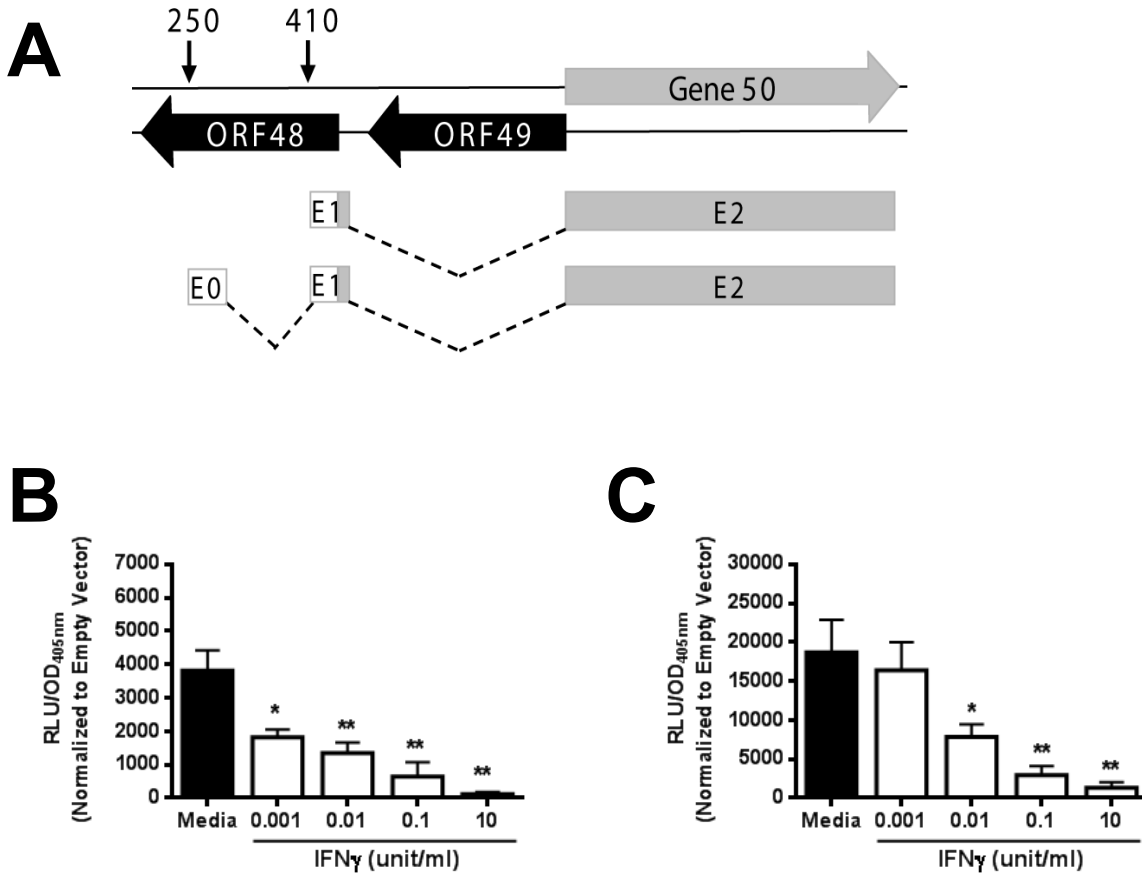 A
250 410
Gene 50
ORF48 ORF49
E1 E2
E0 E1 E2
B
RLU/OD405nm
(Normalized to Empty Vector)
7000
6000
5000
4000
3000
2000
1000
0
*
**
**
**
Media 0.001 0.01 0.1 10
IFNγ (unit/ml)
C
RLU/OD405nm
(Normalized to Empty Vector)
30000
25000
20000
15000
10000
5000
0
*
**
**
Media 0.001 0.01 0.1 10
IFNγ (unit/ml)